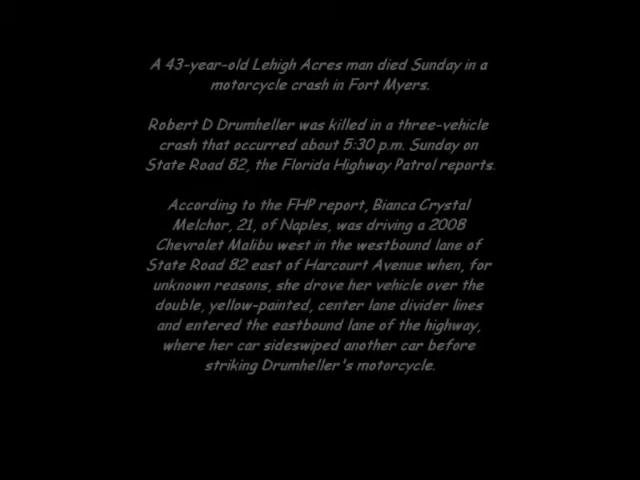 A 43-year-old Lehigh Acres man died Sunday in a
motorcycle crash in Fort Myers.
Robert D Drumheller was killed in a three-vehicle
crash that occurred about 5:30 p.m. Sunday on
State Road 82, the Florida Highway Patrol reports.
According to the FHP report, Bianca Crystal
Melchor, 21, of Naples, was driving a 2008
Chevrolet Malibu west in the westbound lane of
State Road 82 east of Harcourt Avenue when, for
unknown reasons, she drove her vehicle over the
double, yellow-painted, center lane divider lines
and entered the eastbound lane of the highway,
where her car sideswiped another car before
striking Drumheller's motorcycle.